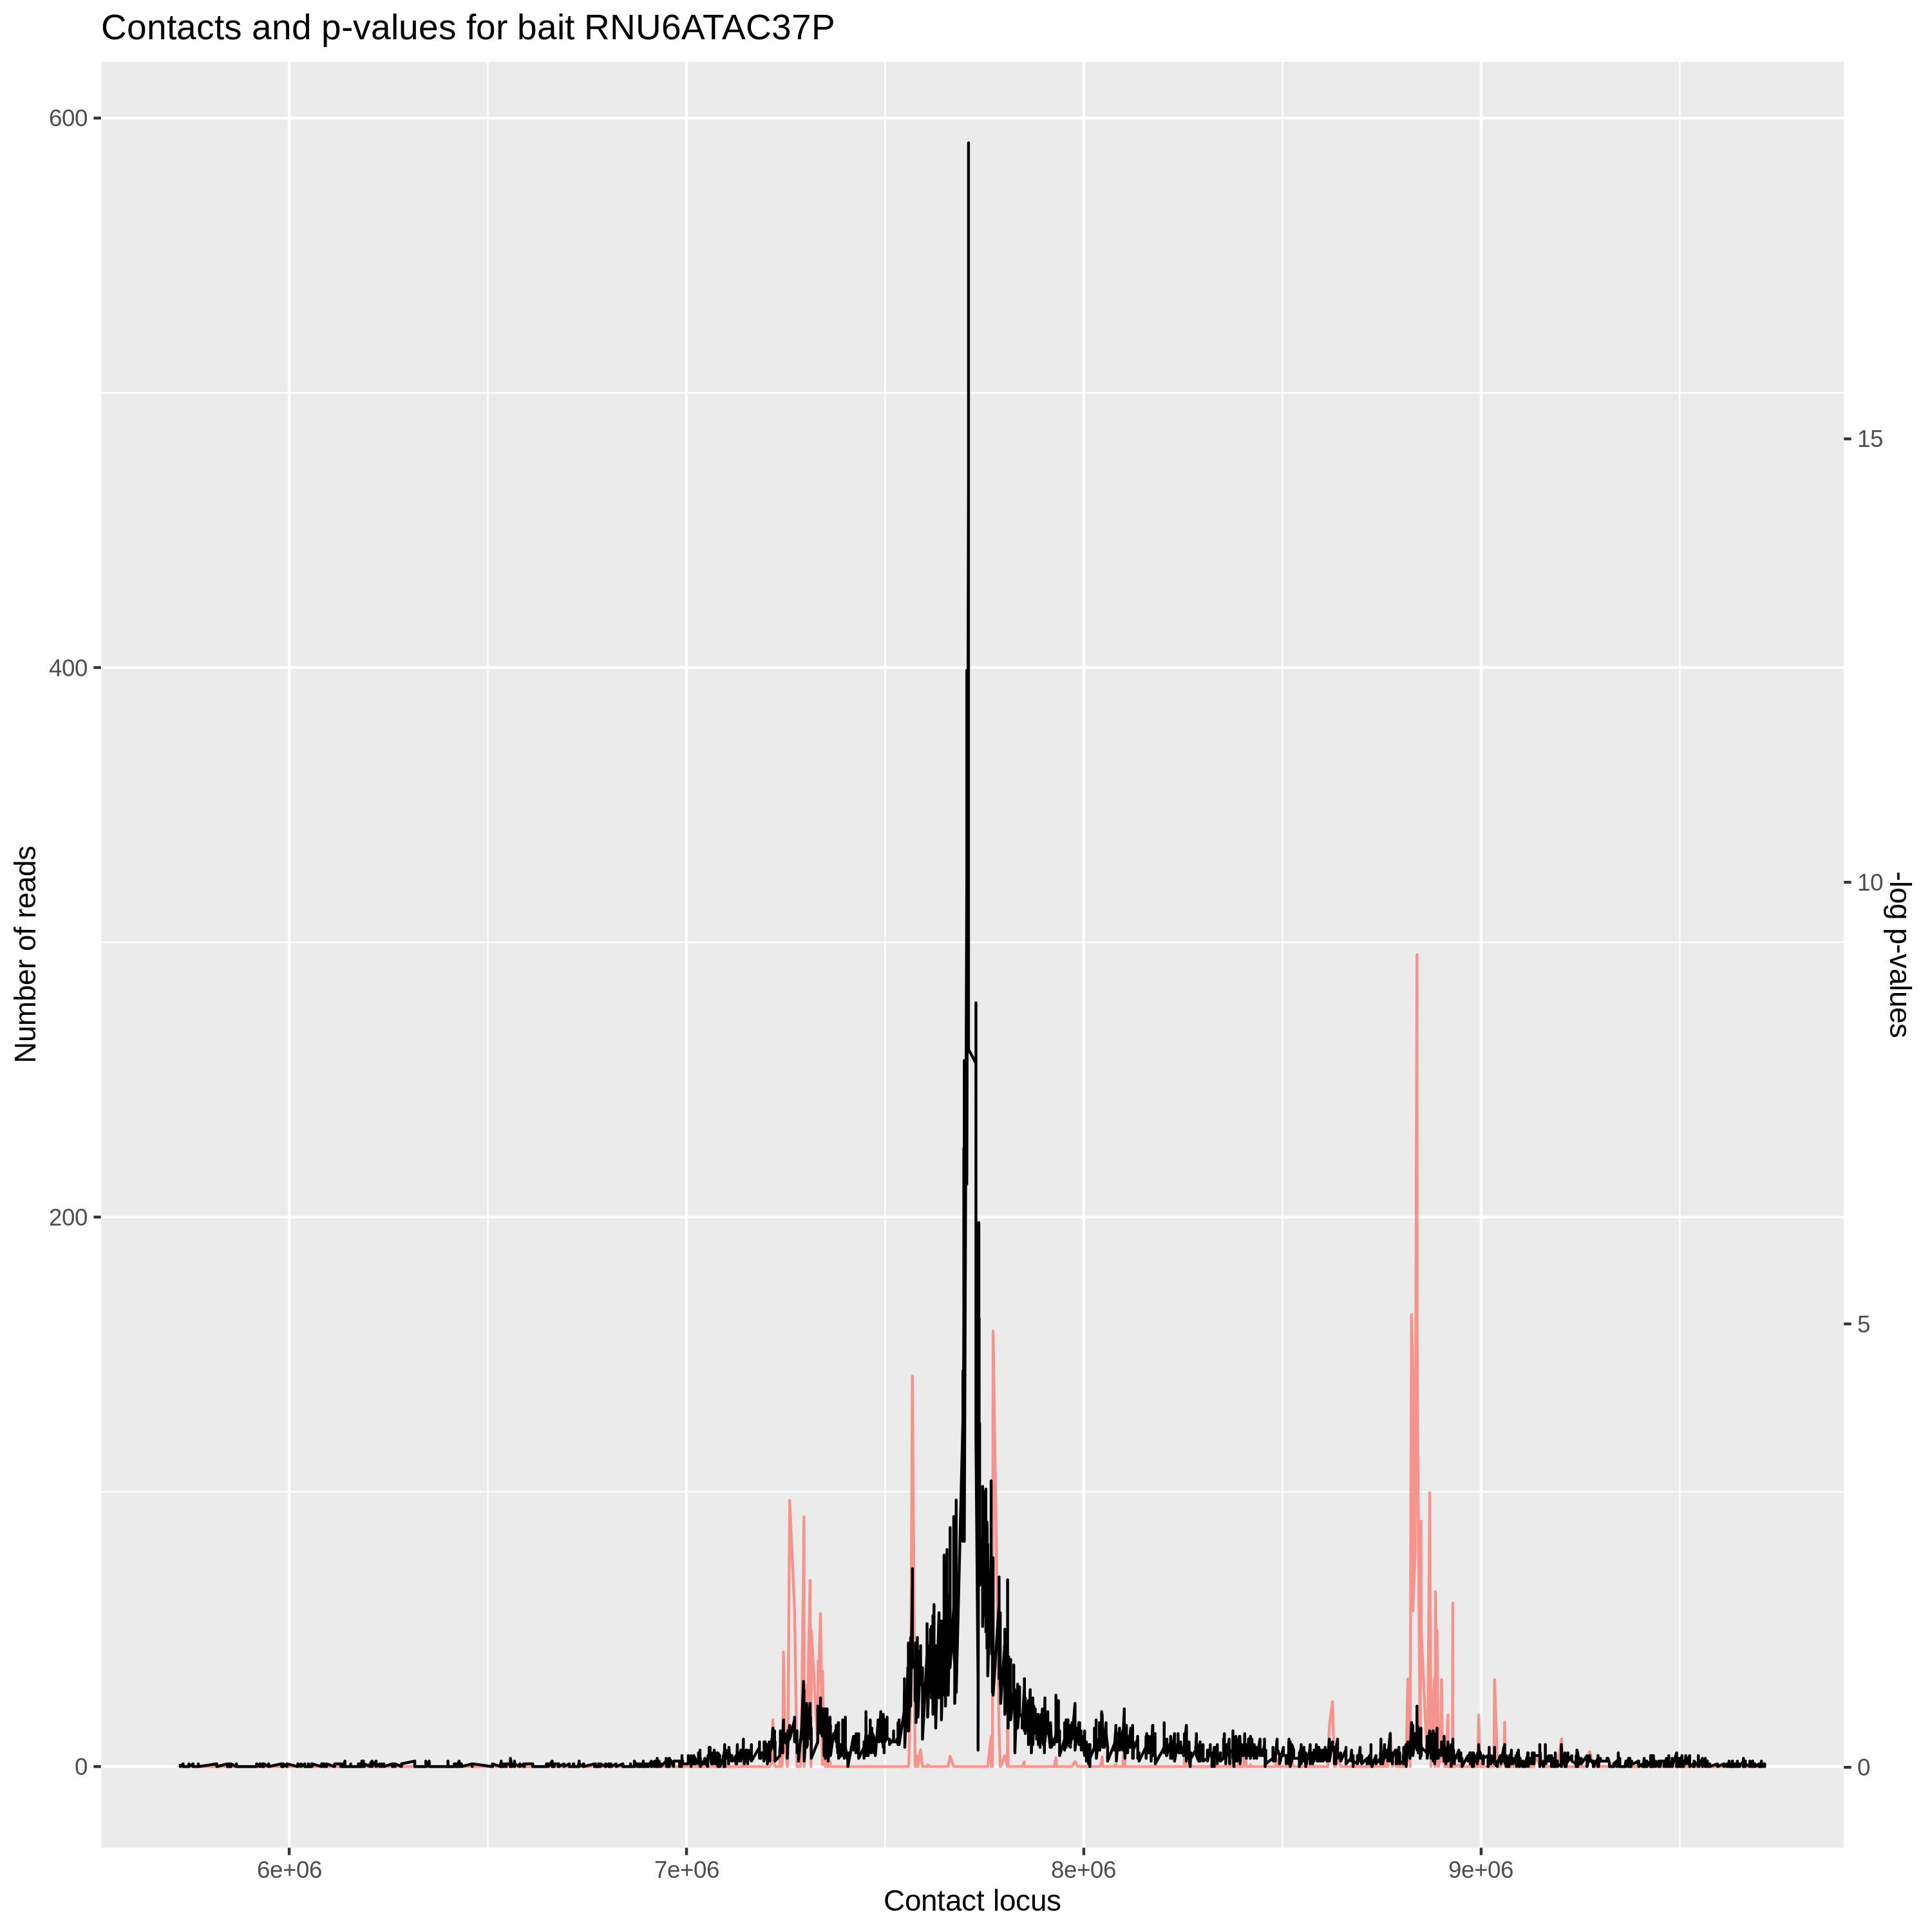 Contacts and p-values for bait RNU6ATAC37P
600
400
200
0
Number of reads
15
10
5
0
-log p-values
6e+06
7e+06
8e+06
9e+06
Contact locus